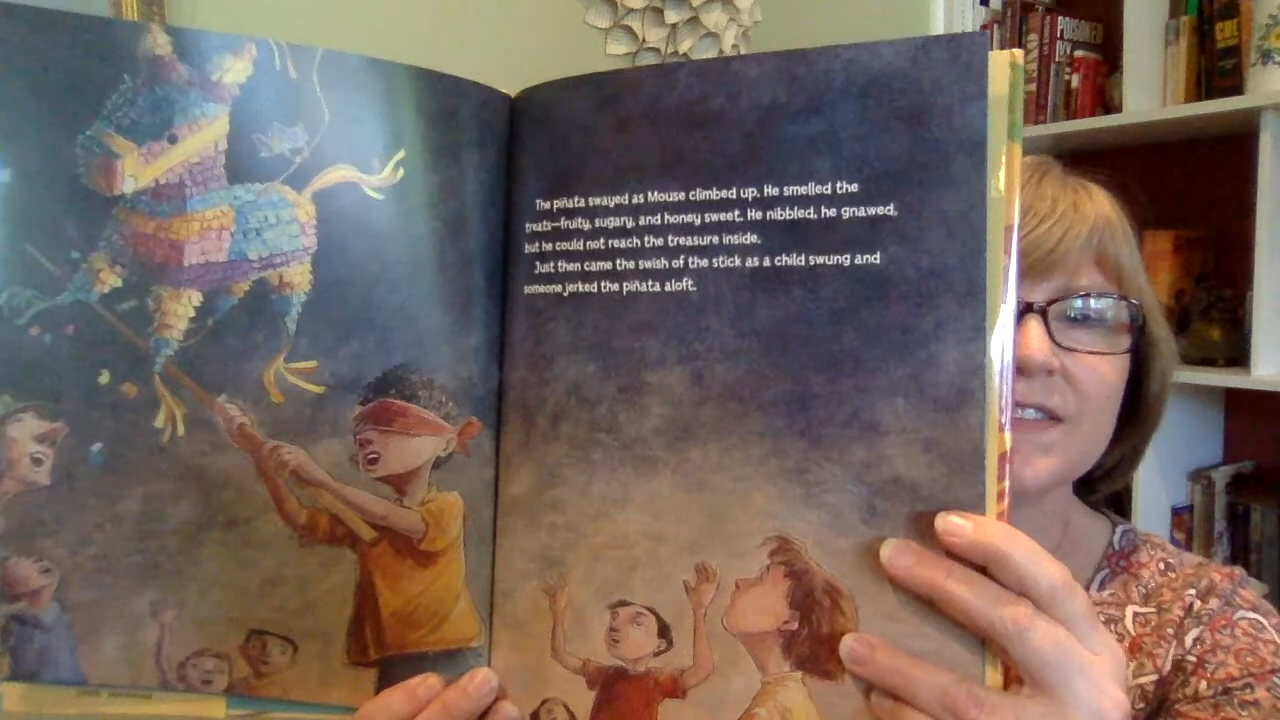 The piñata swayed as Mouse climbed up. He smelled the
treats—fruity, sugary, and honey sweet. He nibbled, he gnawed,
but he could not reach the treasure inside.
Just then came the swish of the stick as a child swung and
someone jerked the piñata aloft.
POISONED
IVY
CHE